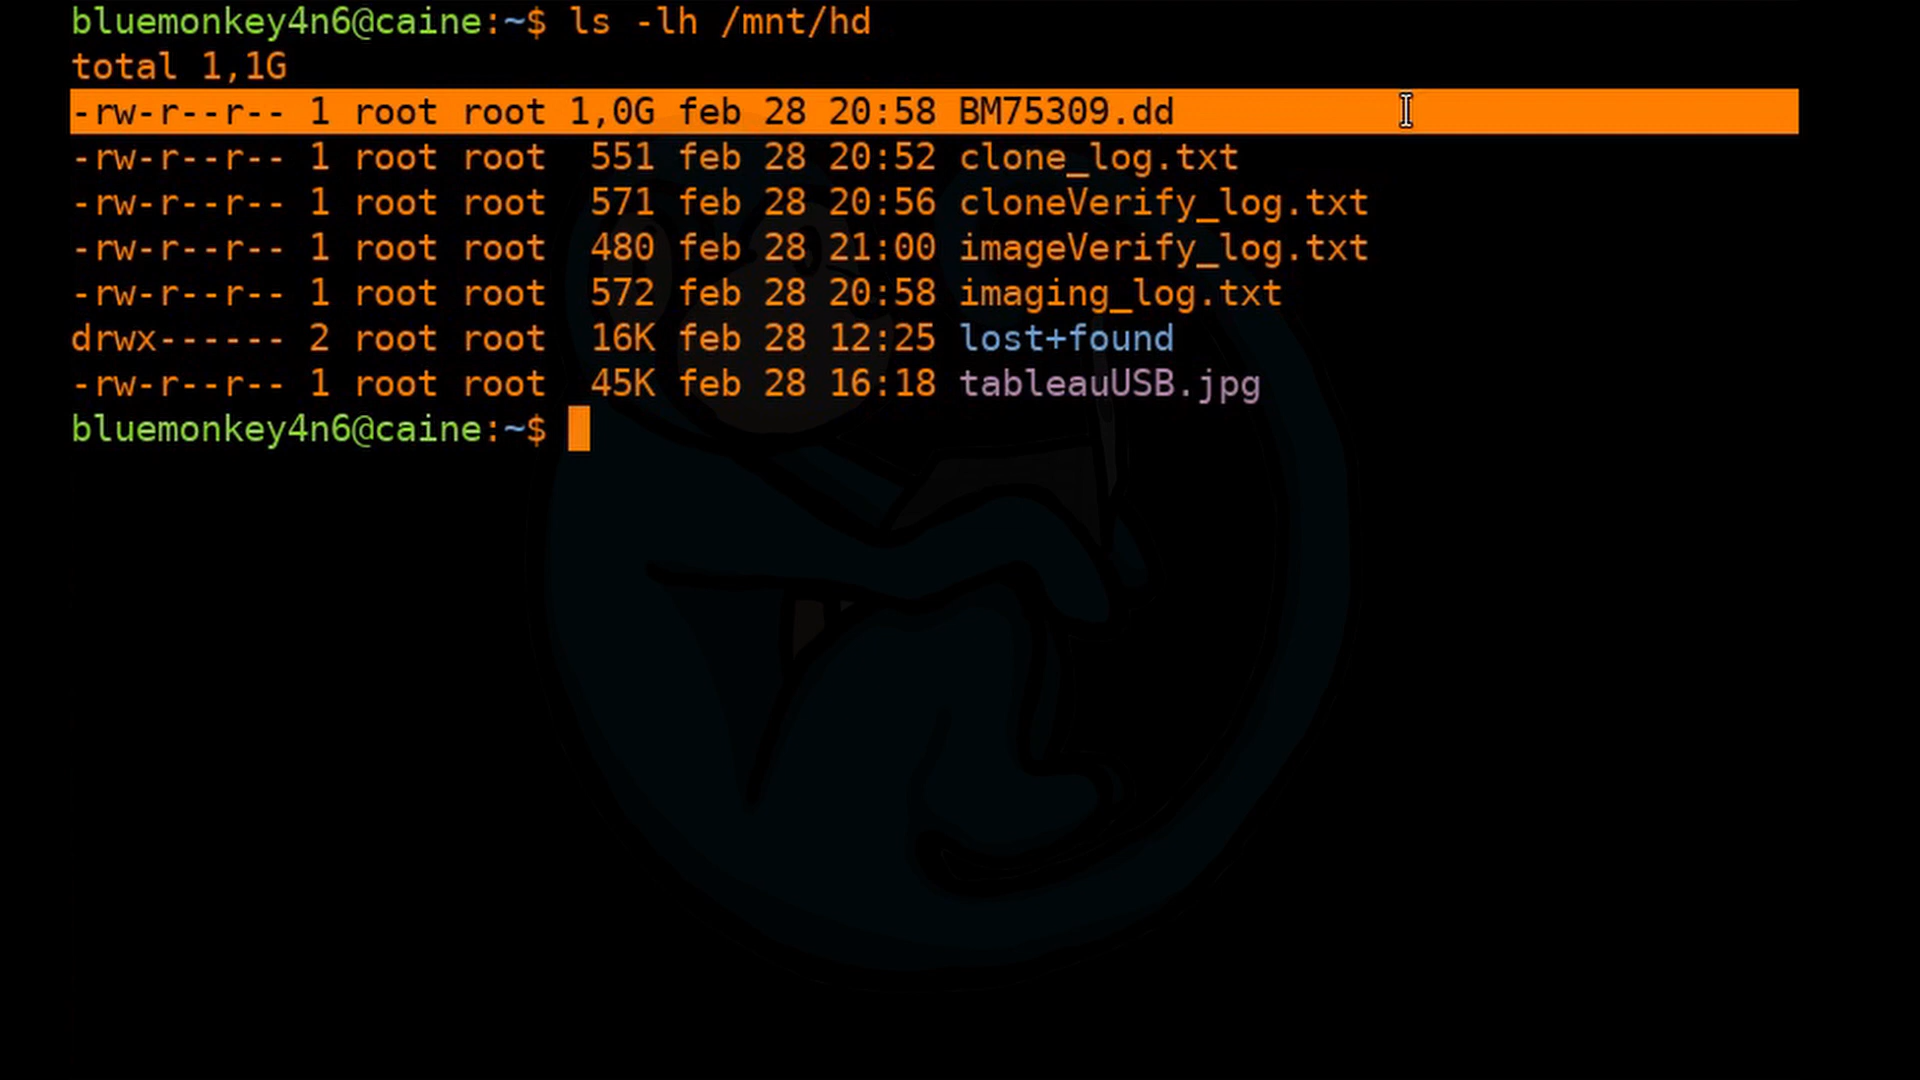 bluemonkey4n6@caine:~$ ls -lh /mnt/hd
total 1,1G
-rw-r--r-- 1 root root 1,0G feb 28 20:58 BM75309.dd
-rw-r--r-- 1 root root  551 feb 28 20:52 clone_log.txt
-rw-r--r-- 1 root root  571 feb 28 20:56 cloneVerify_log.txt
-rw-r--r-- 1 root root  480 feb 28 21:00 imageVerify_log.txt
-rw-r--r-- 1 root root  572 feb 28 20:58 imaging_log.txt
drwx------ 2 root root  16K feb 28 12:25 lost+found
-rw-r--r-- 1 root root  45K feb 28 16:18 tableauUSB.jpg
bluemonkey4n6@caine:~$